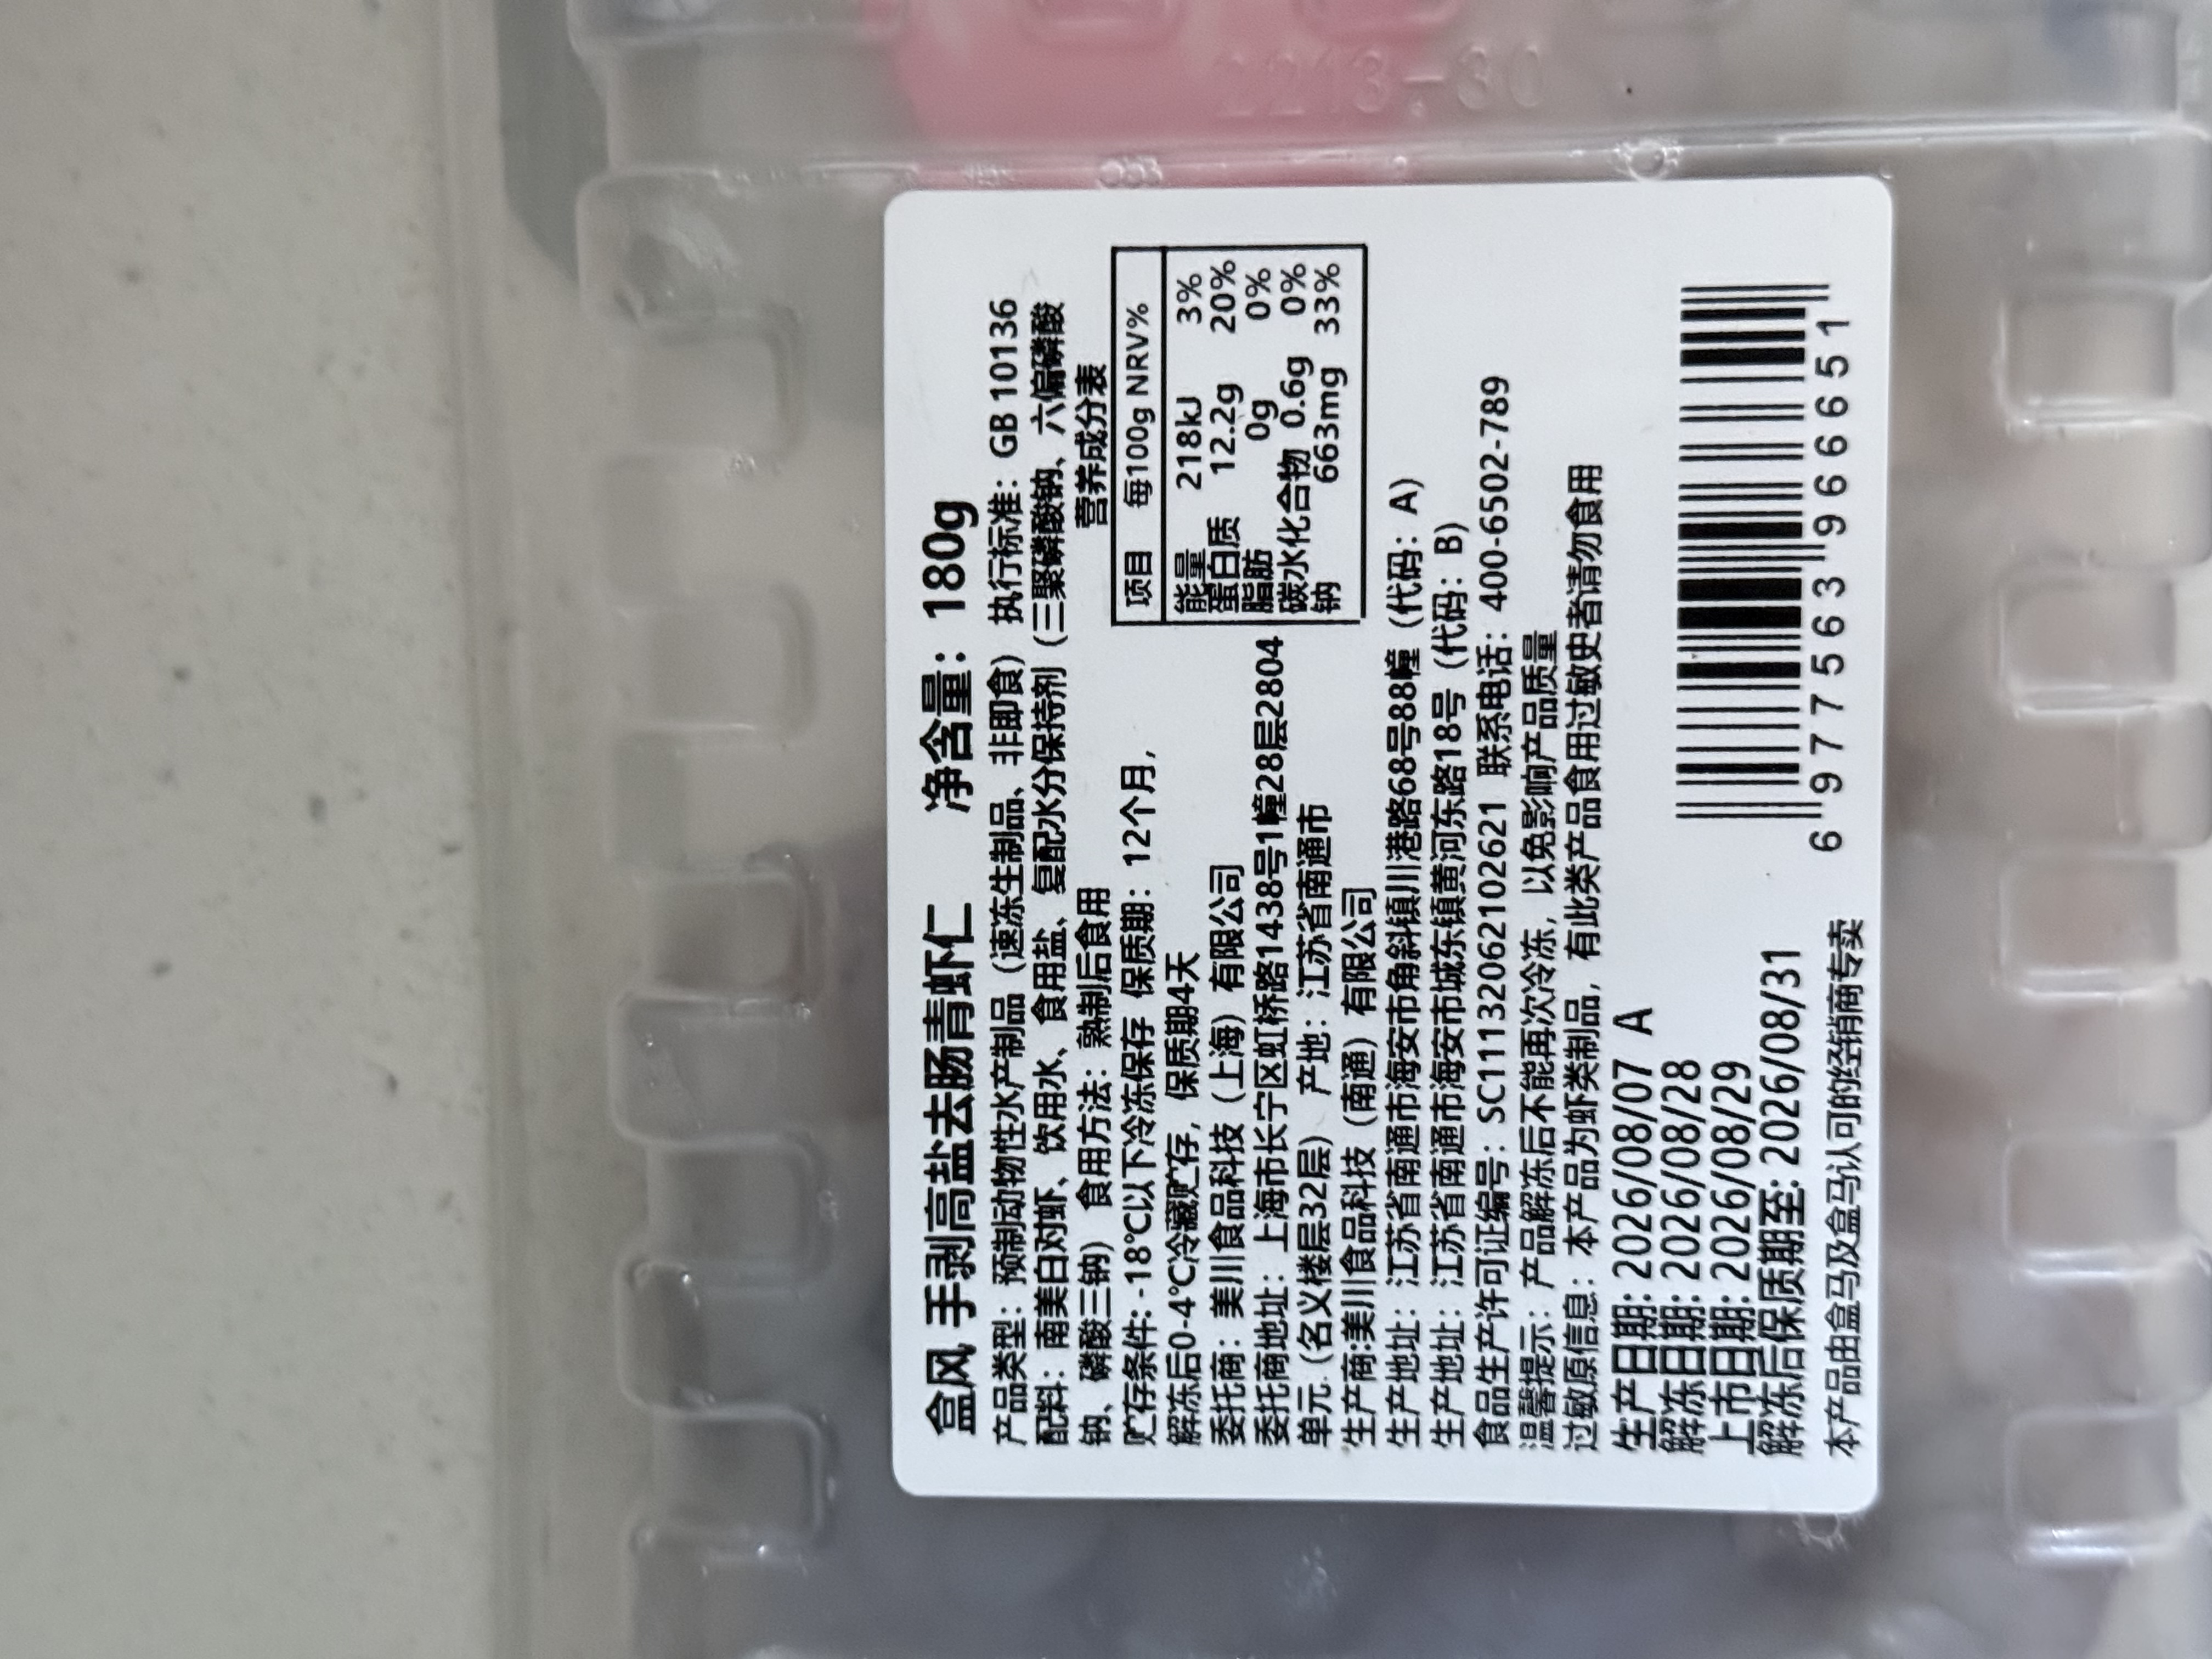 盒风 手剥高盐去肠青虾仁 净含量：180g
产品类型：预制动物性水产制品（速冻生制品、非即食） 执行标准：GB 10136
配料：南美白对虾、饮用水、食用盐、复配水分保持剂（三聚磷酸钠、六偏磷酸
钠、磷酸三钠） 食用方法：熟制后食用
贮存条件: -18℃以下冷冻保存 保质期：12个月，
解冻后0-4℃冷藏贮存，保质期4天
委托商：美川食品科技（上海）有限公司
委托商地址：上海市长宁区虹桥路1438号1幢28层2804
单元（名义楼层32层） 产地：江苏省南通市
生产商:美川食品科技（南通）有限公司
营养成分表
项目 每100g NRV%
能量 218kJ 3%
蛋白质 12.2g 20%
脂肪 0g 0%
碳水化合物 0.6g 0%
钠 663mg 33%
生产地址：江苏省南通市海安市角斜镇川港路68号88幢（代码：A）
生产地址：江苏省南通市海安市城东镇黄河东路18号（代码：B）
食品生产许可证编号：SC11132062102621 联系电话：400-6502-789
温馨提示：产品解冻后不能再次冷冻，以免影响产品质量
过敏原信息：本产品为虾类制品，有此类产品食用过敏史者请勿食用
生产日期: 2026/08/07 A
解冻日期: 2026/08/28
上市日期: 2026/08/29
解冻后保质期至: 2026/08/31
本产品由盒马及盒马认可的经销商专卖
6 977563 966651